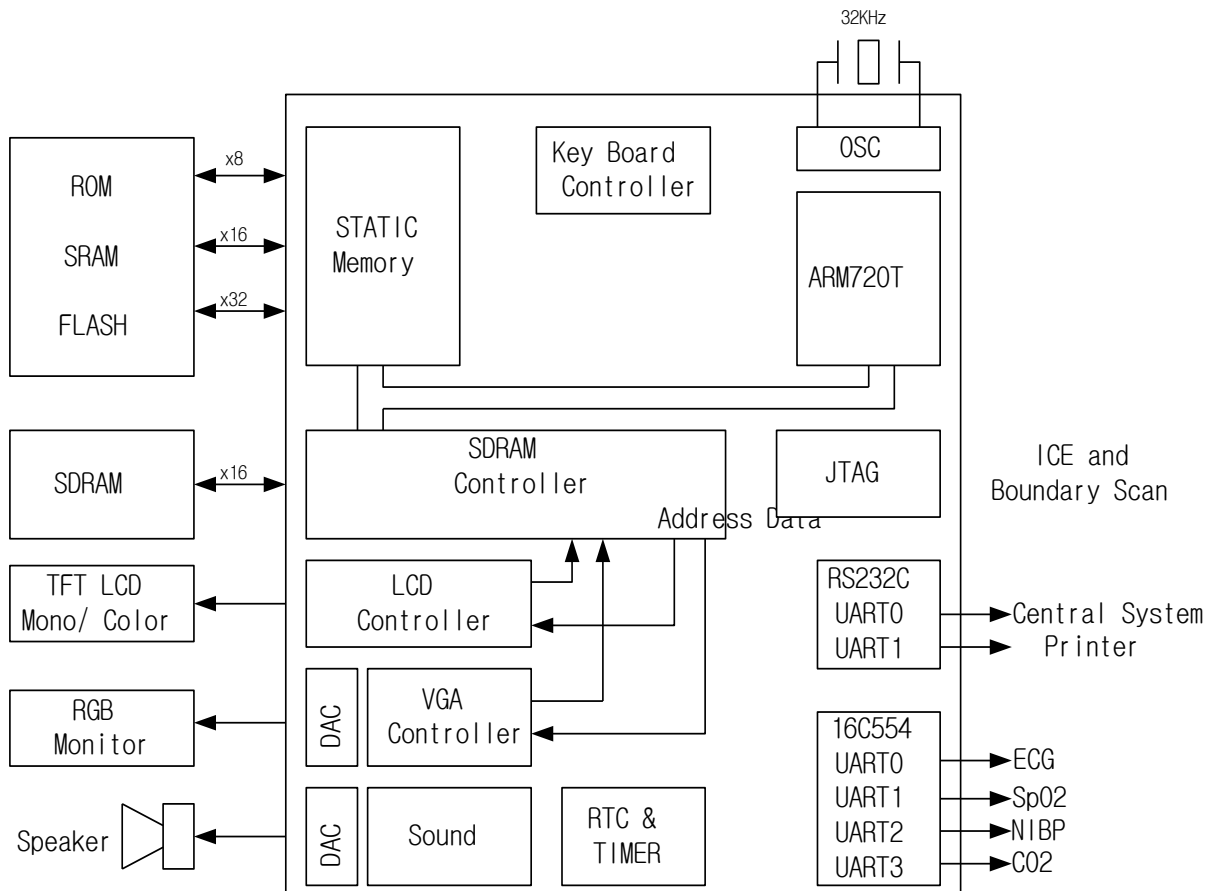 32KHz
OSC
Key Board
Controller
ROM
SRAM
FLASH
x8
x16
x32
STATIC
Memory
ARM720T
SDRAM
x16
SDRAM
Controller
Address Data
JTAG
ICE and
Boundary Scan
TFT LCD
Mono/ Color
LCD
Controller
RS232C
UART0
UART1
Central System
Printer
RGB
Monitor
DAC
VGA
Controller
16C554
UART0
UART1
UART2
UART3
ECG
SpO2
NIBP
CO2
Speaker
DAC
Sound
RTC &
TIMER